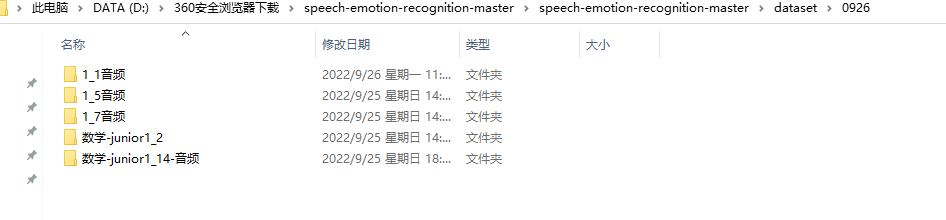 此电脑 > DATA (D:) > 360安全浏览器下载 > speech-emotion-recognition-master > speech-emotion-recognition-master > dataset > 0926
名称 修改日期 类型 大小
1_1音频 2022/9/26 星期一 11:... 文件夹
1_5音频 2022/9/25 星期日 14:... 文件夹
1_7音频 2022/9/25 星期日 14:... 文件夹
数学-junior1_2 2022/9/25 星期日 14:... 文件夹
数学-junior1_14-音频 2022/9/25 星期日 18:... 文件夹